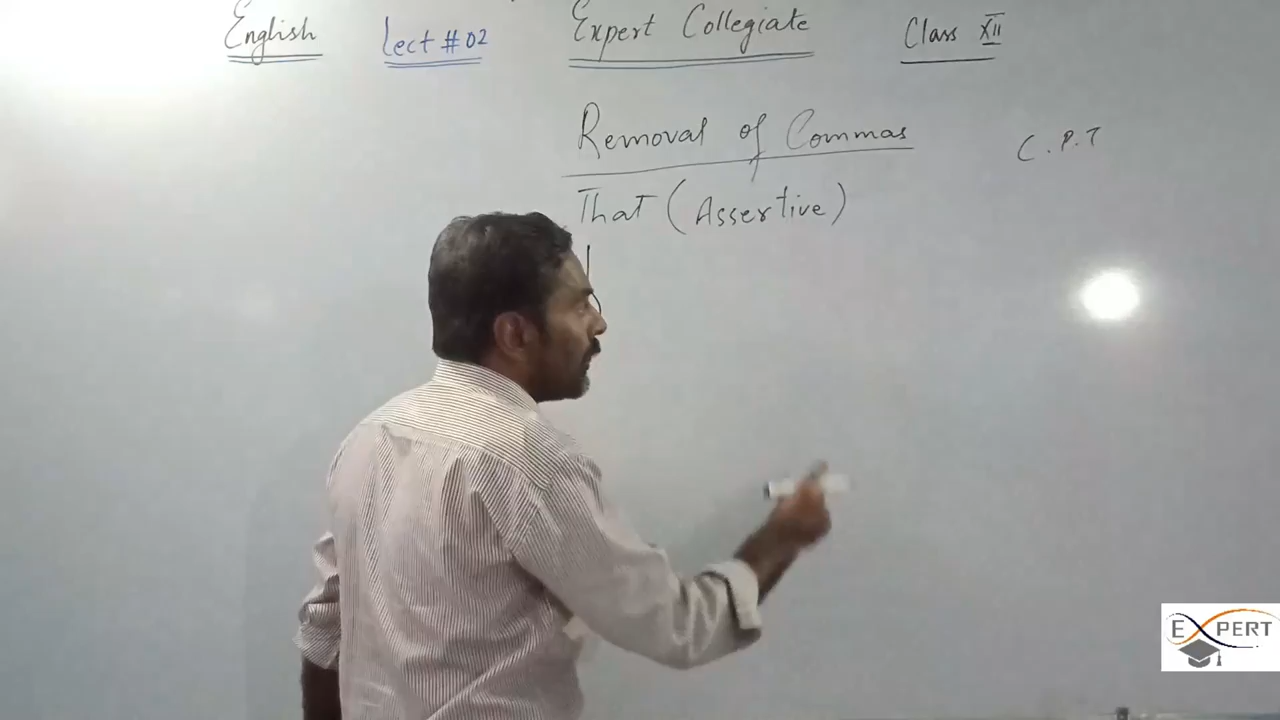 English Lect #02 Expert Collegiate Class XII
Removal of Commas
C.P.T
That (Assertive)
EXPERT